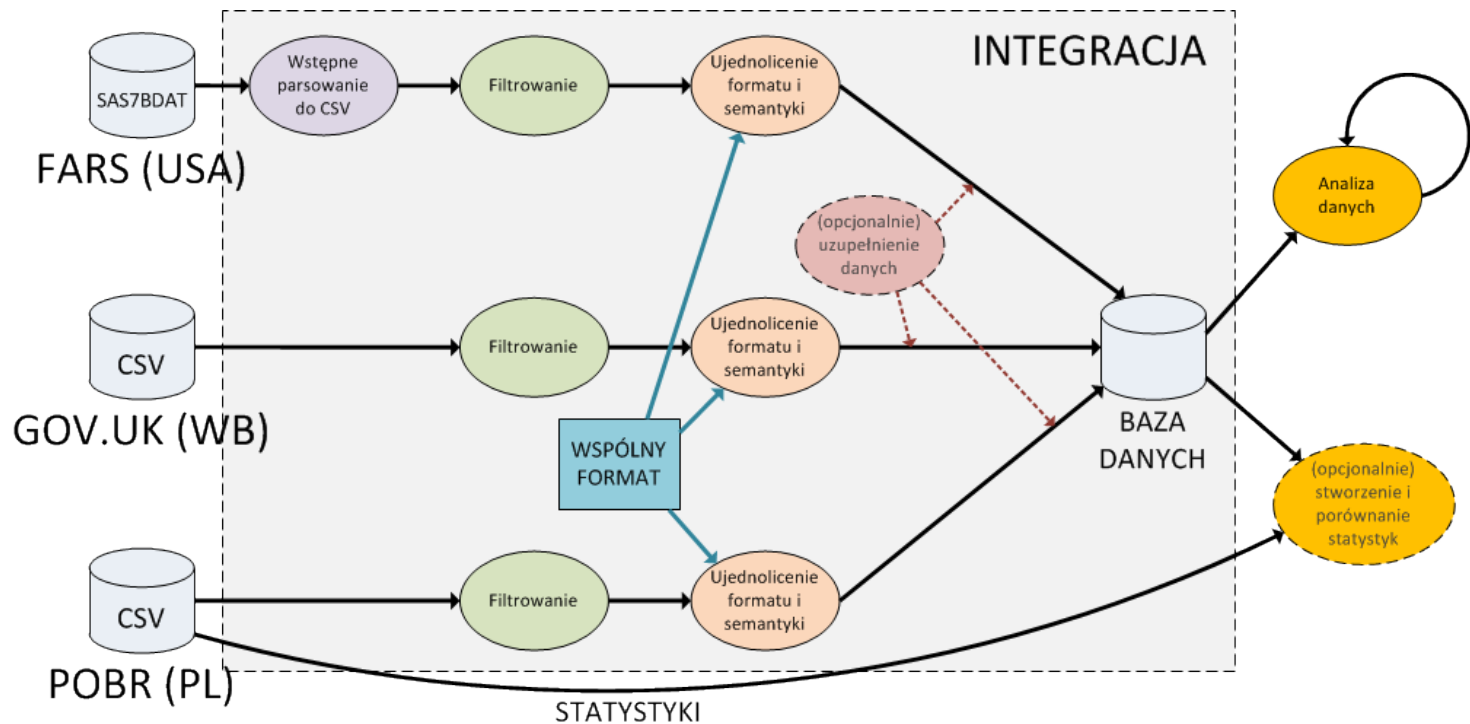 INTEGRACJA
SAS7BDAT
FARS (USA)
Wstępne
parsowanie
do CSV
Filtrowanie
Ujednolicenie
formatu i
semantyki
(opcjonalnie)
uzupełnienie
danych
Analiza
danych
CSV
GOV.UK (WB)
Filtrowanie
Ujednolicenie
formatu i
semantyki
WSPÓLNY
FORMAT
BAZA
DANYCH
(opcjonalnie)
stworzenie i
porównanie
statystyk
CSV
POBR (PL)
Filtrowanie
Ujednolicenie
formatu i
semantyki
STATYSTYKI